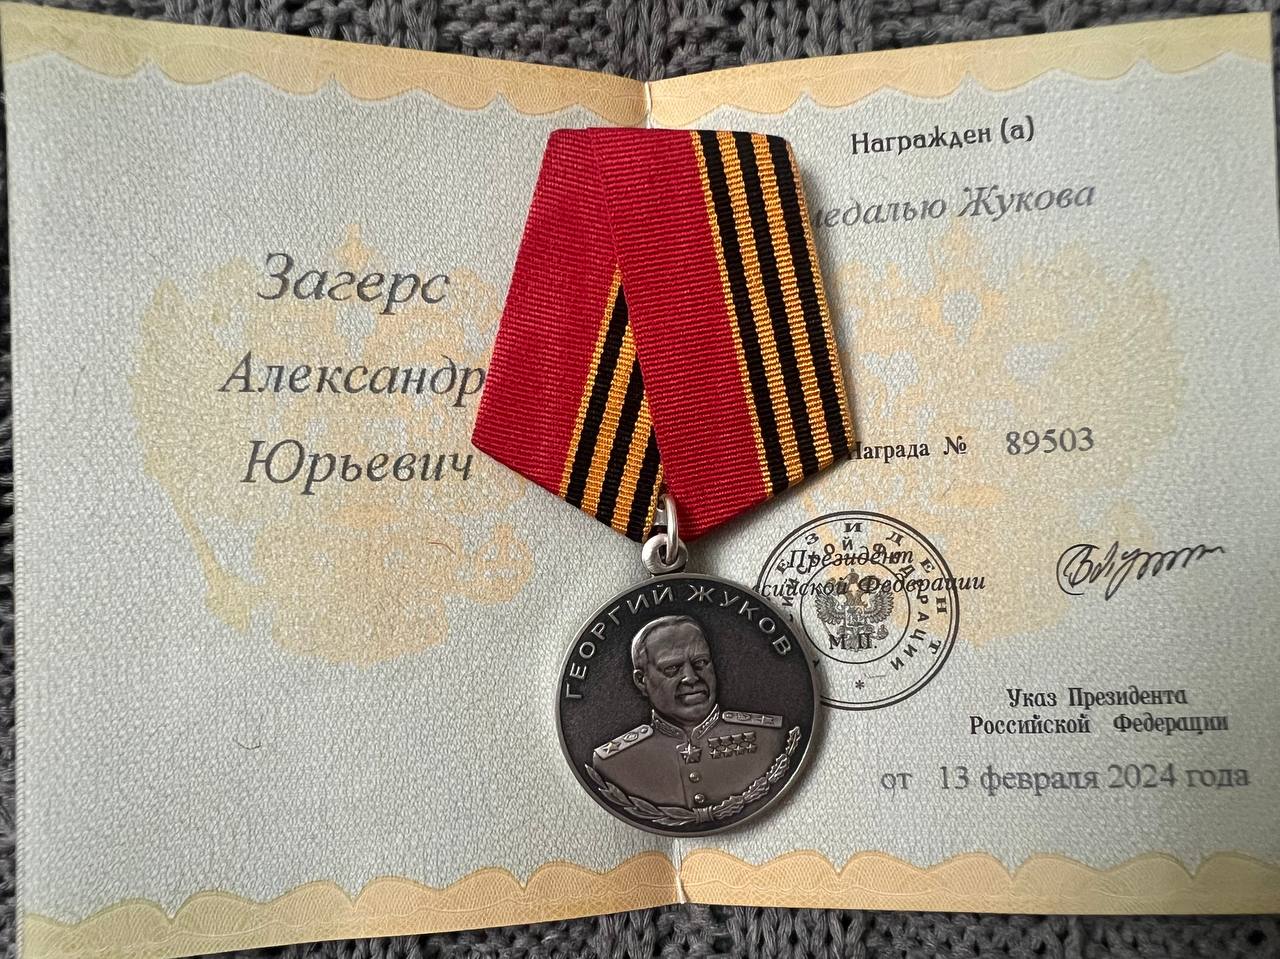 Загерс
Александр
Юрьевич
Награжден (а)
медалью Жукова
Награда № 89503
Президент
Российской Федерации
М.П.
Указ Президента
Российской Федерации
от 13 февраля 2024 года
ГЕОРГИЙ ЖУКОВ